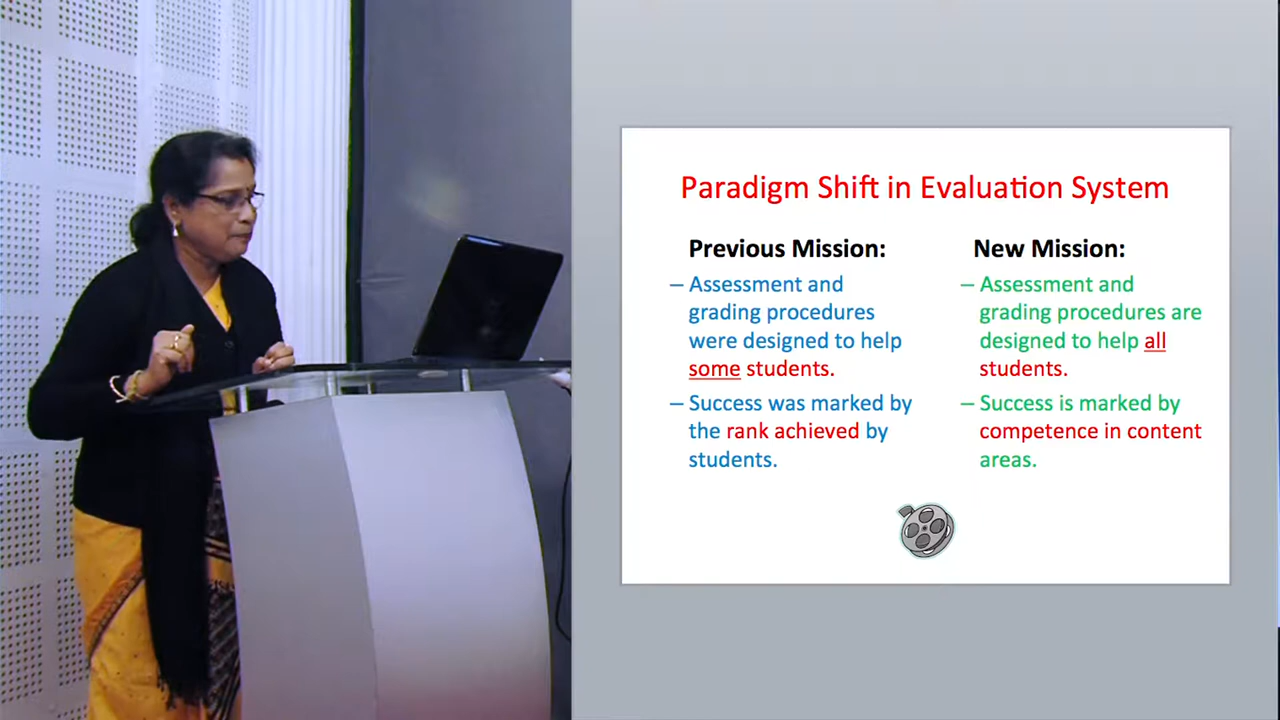 Paradigm Shift in Evaluation System
Previous Mission:
– Assessment and
grading procedures
were designed to help
some students.
– Success was marked by
the rank achieved by
students.
New Mission:
– Assessment and
grading procedures are
designed to help all
students.
– Success is marked by
competence in content
areas.